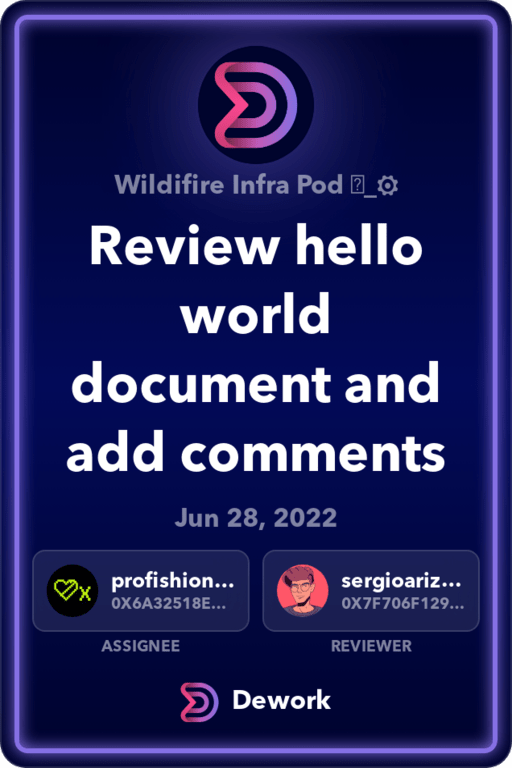 Wildifire Infra Pod ⍰_⚙
Review hello
world
document and
add comments
Jun 28, 2022
profishion... sergioariz...
0X6A32518E... 0X7F706F129...
ASSIGNEE REVIEWER
Dework